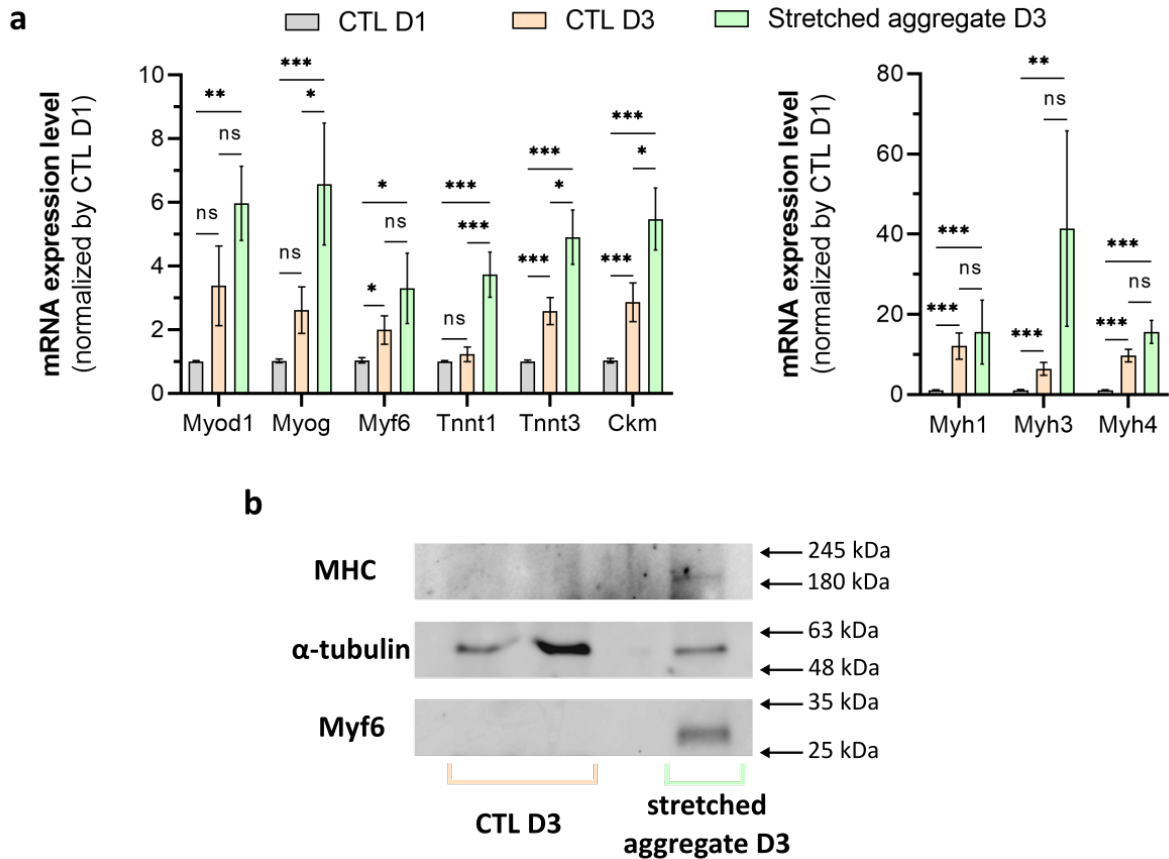 a
CTL D1
CTL D3
Stretched aggregate D3
mRNA expression level
(normalized by CTL D1)
10
8
6
4
2
0
** ns ns
*** * ns
* ns *
*** *** ns
*** * ***
*** * ***
Myod1 Myog Myf6 Tnnt1 Tnnt3 Ckm
mRNA expression level
(normalized by CTL D1)
80
60
40
20
0
*** ns ***
** ns ***
*** ns ***
Myh1 Myh3 Myh4
b
MHC
245 kDa
180 kDa
α-tubulin
63 kDa
48 kDa
Myf6
35 kDa
25 kDa
CTL D3
stretched
aggregate D3